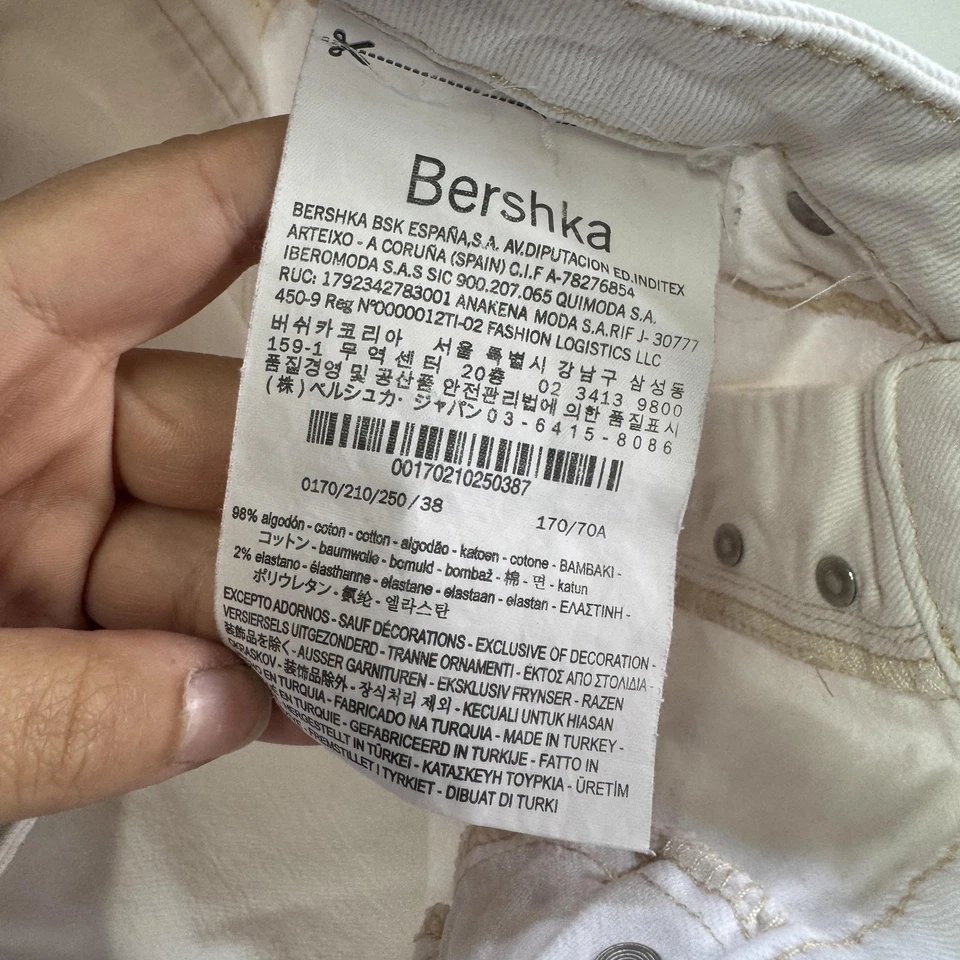 Bershka
BERSHKA BSK ESPAÑA,S.A. AV.DIPUTACION ED.INDITEX
ARTEIXO - A CORUÑA (SPAIN) C.I.F A-78276854
IBEROMODA S.A.S SIC 900.207.065 QUIMODA S.A.
RUC: 1792342783001 ANAKENA MODA S.A.RIF J- 30777
450-9 Reg Nº0000012TI-02 FASHION LOGISTICS LLC
버쉬카코리아 서울 특별시 강남구 삼성동
159-1 무역센터 20층 02 3413 9800
품질경영 및 공산품 안전관리법에 의한 품질표시
(株)ベルシュカ・ジャパン03-6415-8086
00170210250387
0170/210/250/38 170/70A
98% algodón - coton - cotton - algodão - katoen - cotone - ΒΑΜΒΑΚΙ -
コットン - baumwolle - bomuld - bombaž - 棉 - 면 - katun
2% elastano - élasthanne - elastane - elastaan - elastan - ΕΛΑΣΤΙΝΗ -
ポリウレタン - 氨纶 - 엘라스탄
EXCEPTO ADORNOS - SAUF DÉCORATIONS - EXCLUSIVE OF DECORATION -
VERSIERSELS UITGEZONDERD - TRANNE ORNAMENTI - ΕΚΤΟΣ ΑΠΟ ΣΤΟΛΙΔΙΑ -
装飾品を除く - AUSSER GARNITUREN - EKSKLUSIV FRYNSER - RAZEN
OKRASKOV - 装饰品除外 - 장식처리 제외 - KECUALI UNTUK HIASAN
EN TURQUIA - FABRICADO NA TURQUIA - MADE IN TURKEY -
EN TURQUIE - GEFABRICEERD IN TURKIJE - FATTO IN
HERGESTELLT IN TÜRKEI - ΚΑΤΑΣΚΕΥΗ ΤΟΥΡΚΙΑ - ÜRETİM
FREMSTILLET I TYRKIET - DIBUAT DI TURKI